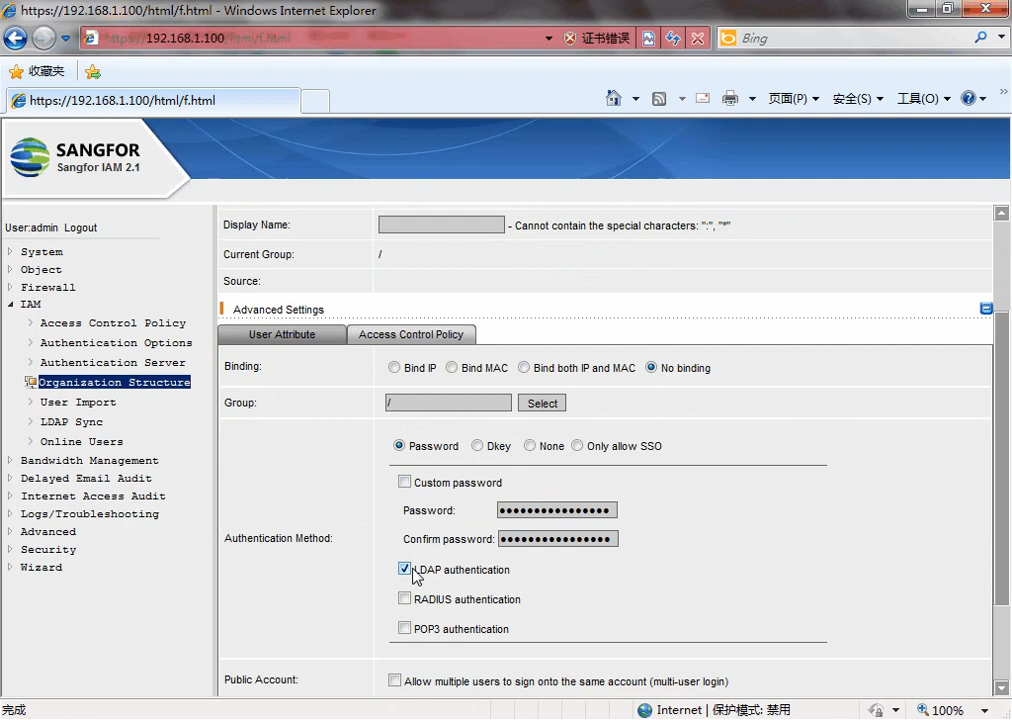 https://192.168.1.100/html/f.html - Windows Internet Explorer
https://192.168.1.100/html/f.html
证书错误
Bing
收藏夹
https://192.168.1.100/html/f.html
页面(P)
安全(S)
工具(O)
»
SANGFOR
Sangfor IAM 2.1
User:admin Logout
System
Object
Firewall
IAM
Access Control Policy
Authentication Options
Authentication Server
Organization Structure
User Import
LDAP Sync
Online Users
Bandwidth Management
Delayed Email Audit
Internet Access Audit
Logs/Troubleshooting
Advanced
Security
Wizard
Display Name: - Cannot contain the special characters: ":", "*"
Current Group: /
Source:
Advanced Settings
User Attribute Access Control Policy
Binding: Bind IP Bind MAC Bind both IP and MAC No binding
Group: / Select
Authentication Method:
Password Dkey None Only allow SSO
Custom password
Password: ●●●●●●●●●●●●●●●●
Confirm password: ●●●●●●●●●●●●●●●●
LDAP authentication
RADIUS authentication
POP3 authentication
Public Account: Allow multiple users to sign onto the same account (multi-user login)
完成
Internet | 保护模式: 禁用
100%